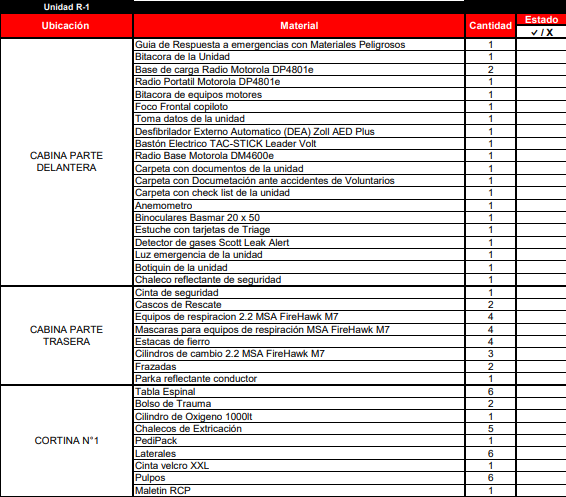 Unidad R-1
Ubicación Material Cantidad Estado
✓ / X
CABINA PARTE DELANTERA
Guia de Respuesta a emergencias con Materiales Peligrosos 1
Bitacora de la Unidad 1
Base de carga Radio Motorola DP4801e 2
Radio Portatil Motorola DP4801e 1
Bitacora de equipos motores 1
Foco Frontal copiloto 1
Toma datos de la unidad 1
Desfibrilador Externo Automatico (DEA) Zoll AED Plus 1
Bastón Electrico TAC-STICK Leader Volt 1
Radio Base Motorola DM4600e 1
Carpeta con documentos de la unidad 1
Carpeta con Documetación ante accidentes de Voluntarios 1
Carpeta con check list de la unidad 1
Anemometro 1
Binoculares Basmar 20 x 50 1
Estuche con tarjetas de Triage 1
Detector de gases Scott Leak Alert 1
Luz emergencia de la unidad 1
Botiquin de la unidad 1
Chaleco reflectante de seguridad 1
CABINA PARTE TRASERA
Cinta de seguridad 1
Cascos de Rescate 2
Equipos de respiracion 2.2 MSA FireHawk M7 4
Mascaras para equipos de respiración MSA FireHawk M7 4
Estacas de fierro 4
Cilindros de cambio 2.2 MSA FireHawk M7 3
Frazadas 2
Parka reflectante conductor 1
CORTINA N°1
Tabla Espinal 6
Bolso de Trauma 2
Cilindro de Oxigeno 1000lt 1
Chalecos de Extricación 5
PediPack 1
Laterales 6
Cinta velcro XXL 1
Pulpos 6
Maletin RCP 1